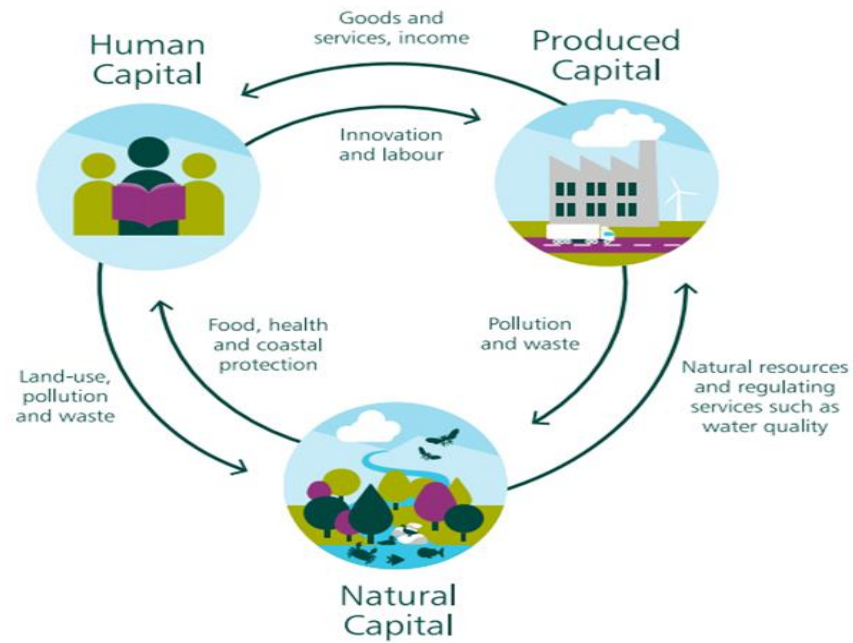 Human
Capital
Goods and
services, income
Produced
Capital
Innovation
and labour
Food, health
and coastal
protection
Pollution
and waste
Land-use,
pollution
and waste
Natural resources
and regulating
services such as
water quality
Natural
Capital